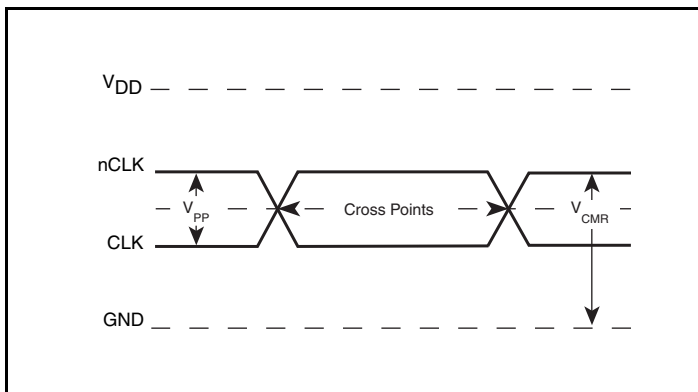 VDD
nCLK
VPP
Cross Points
VCMR
CLK
GND